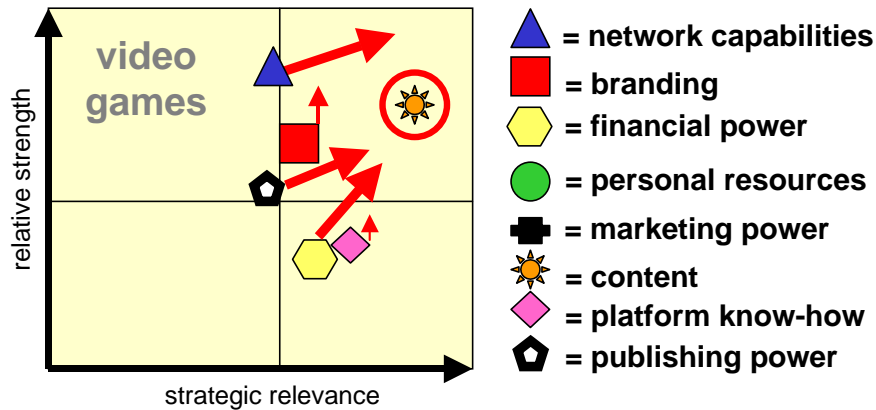 video
games
relative strength
strategic relevance
= network capabilities
= branding
= financial power
= personal resources
= marketing power
= content
= platform know-how
= publishing power